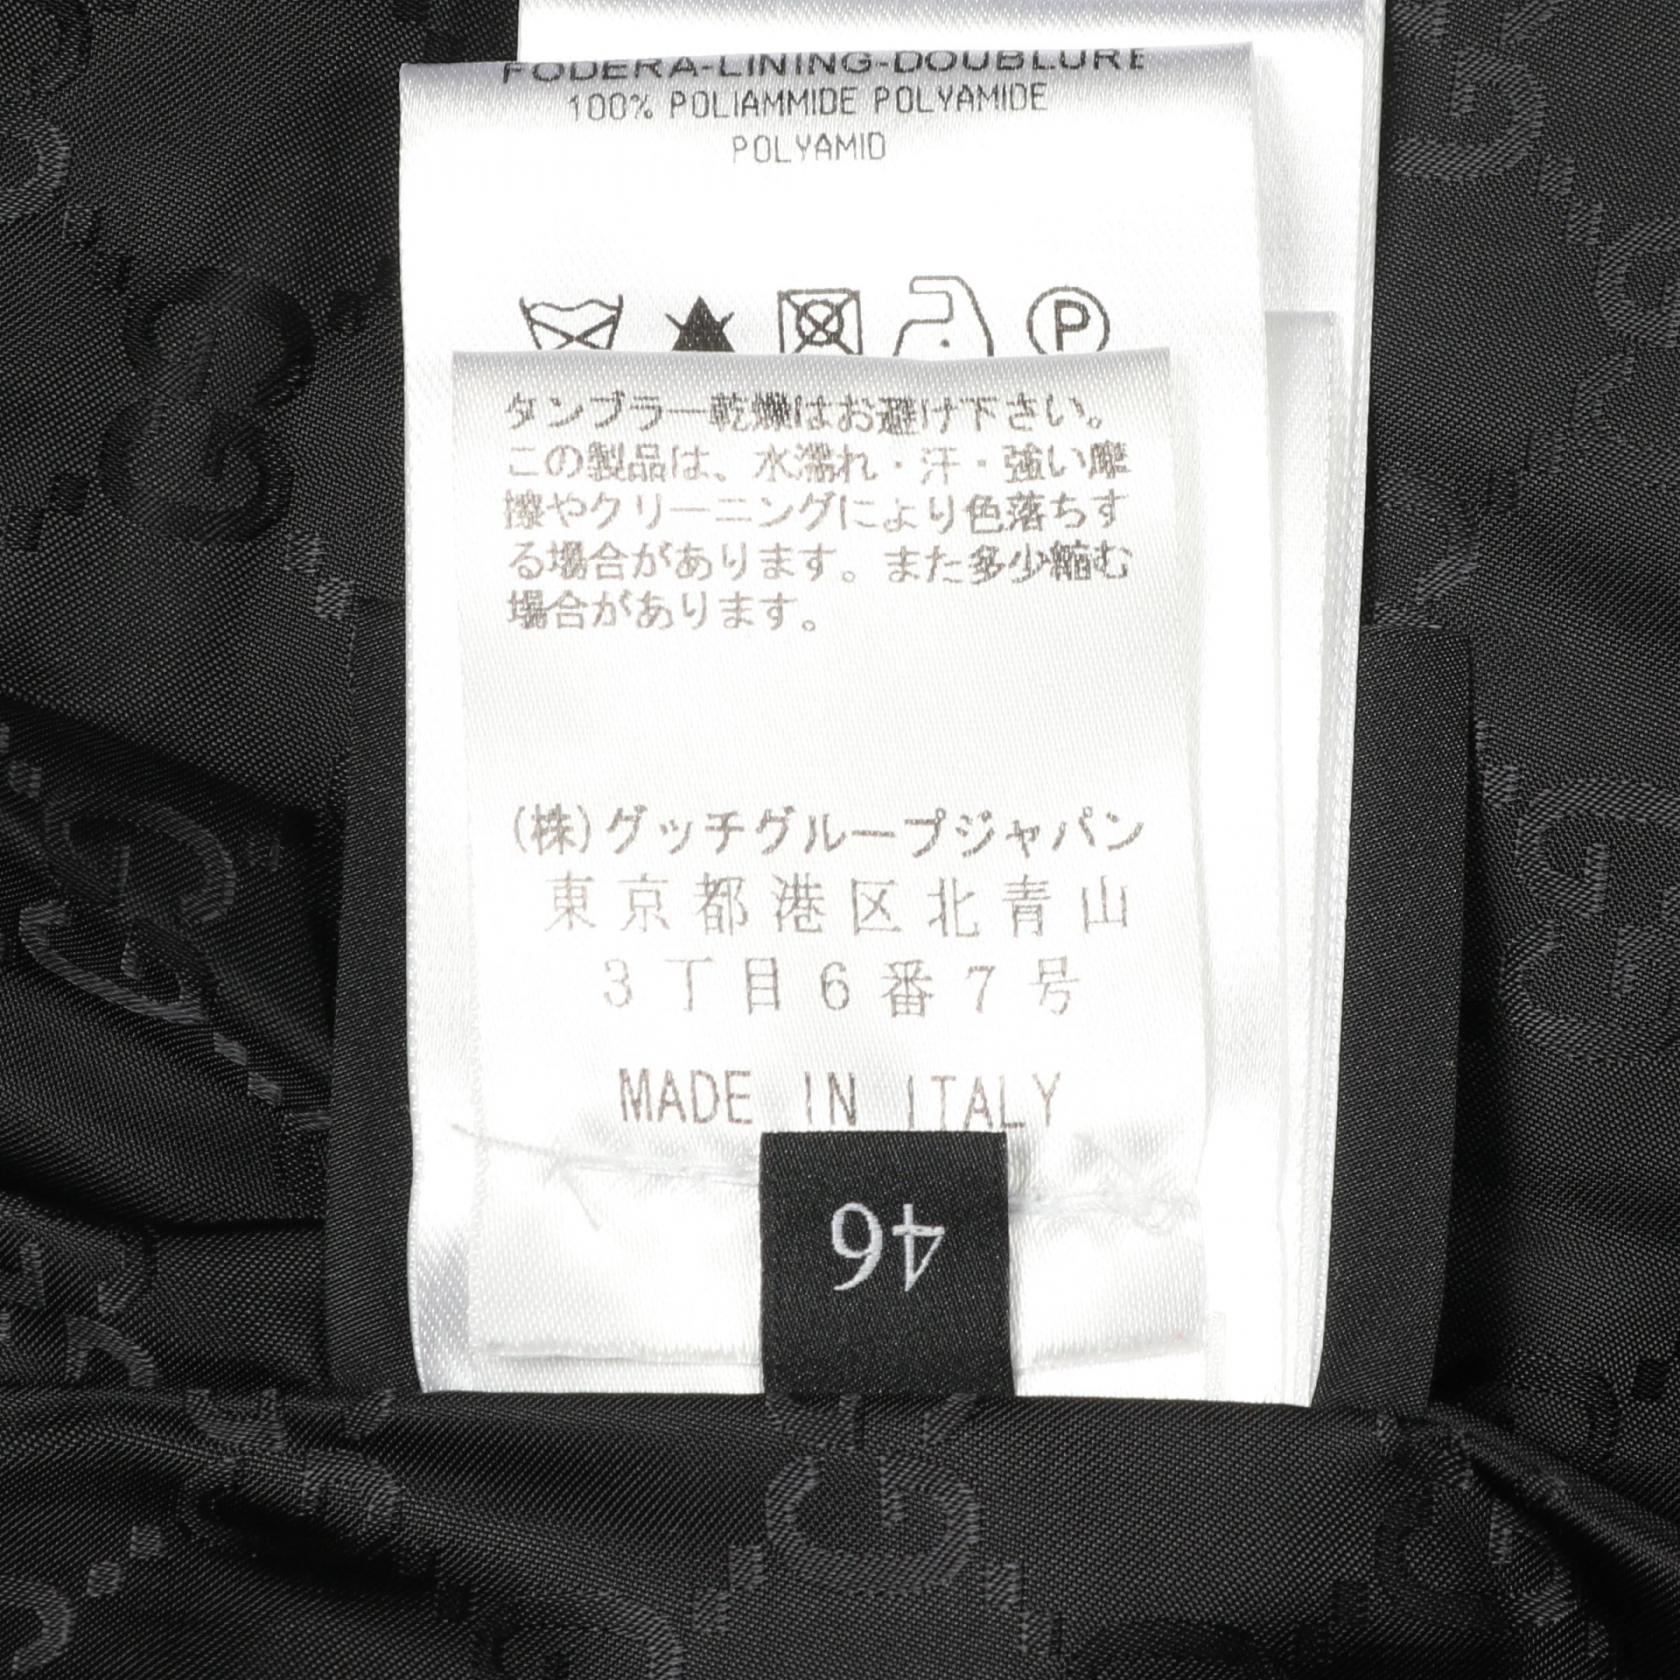 FODERA-LINING-DOUBLURE
100% POLIAMMIDE POLYAMIDE
POLYAMID
P
タンブラー乾燥はお避け下さい。
この製品は、水濡れ・汗・強い摩
擦やクリーニングにより色落ちす
る場合があります。また多少縮む
場合があります。
(株)グッチグループジャパン
東京都港区北青山
3丁目6番7号
MADE IN ITALY
46